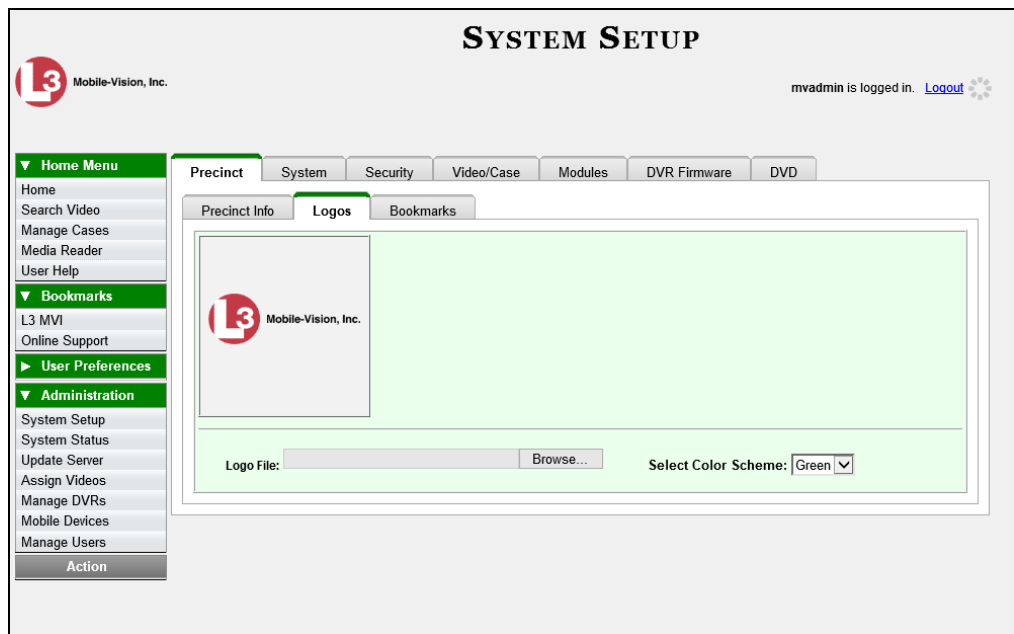 SYSTEM SETUP
L3 Mobile-Vision, Inc.
mvadmin is logged in. Logout
Home Menu
Home
Search Video
Manage Cases
Media Reader
User Help
Bookmarks
L3 MVI
Online Support
User Preferences
Administration
System Setup
System Status
Update Server
Assign Videos
Manage DVRs
Mobile Devices
Manage Users
Action
Precinct System Security Video/Case Modules DVR Firmware DVD
Precinct Info Logos Bookmarks
L3 Mobile-Vision, Inc.
Logo File: Browse... Select Color Scheme: Green